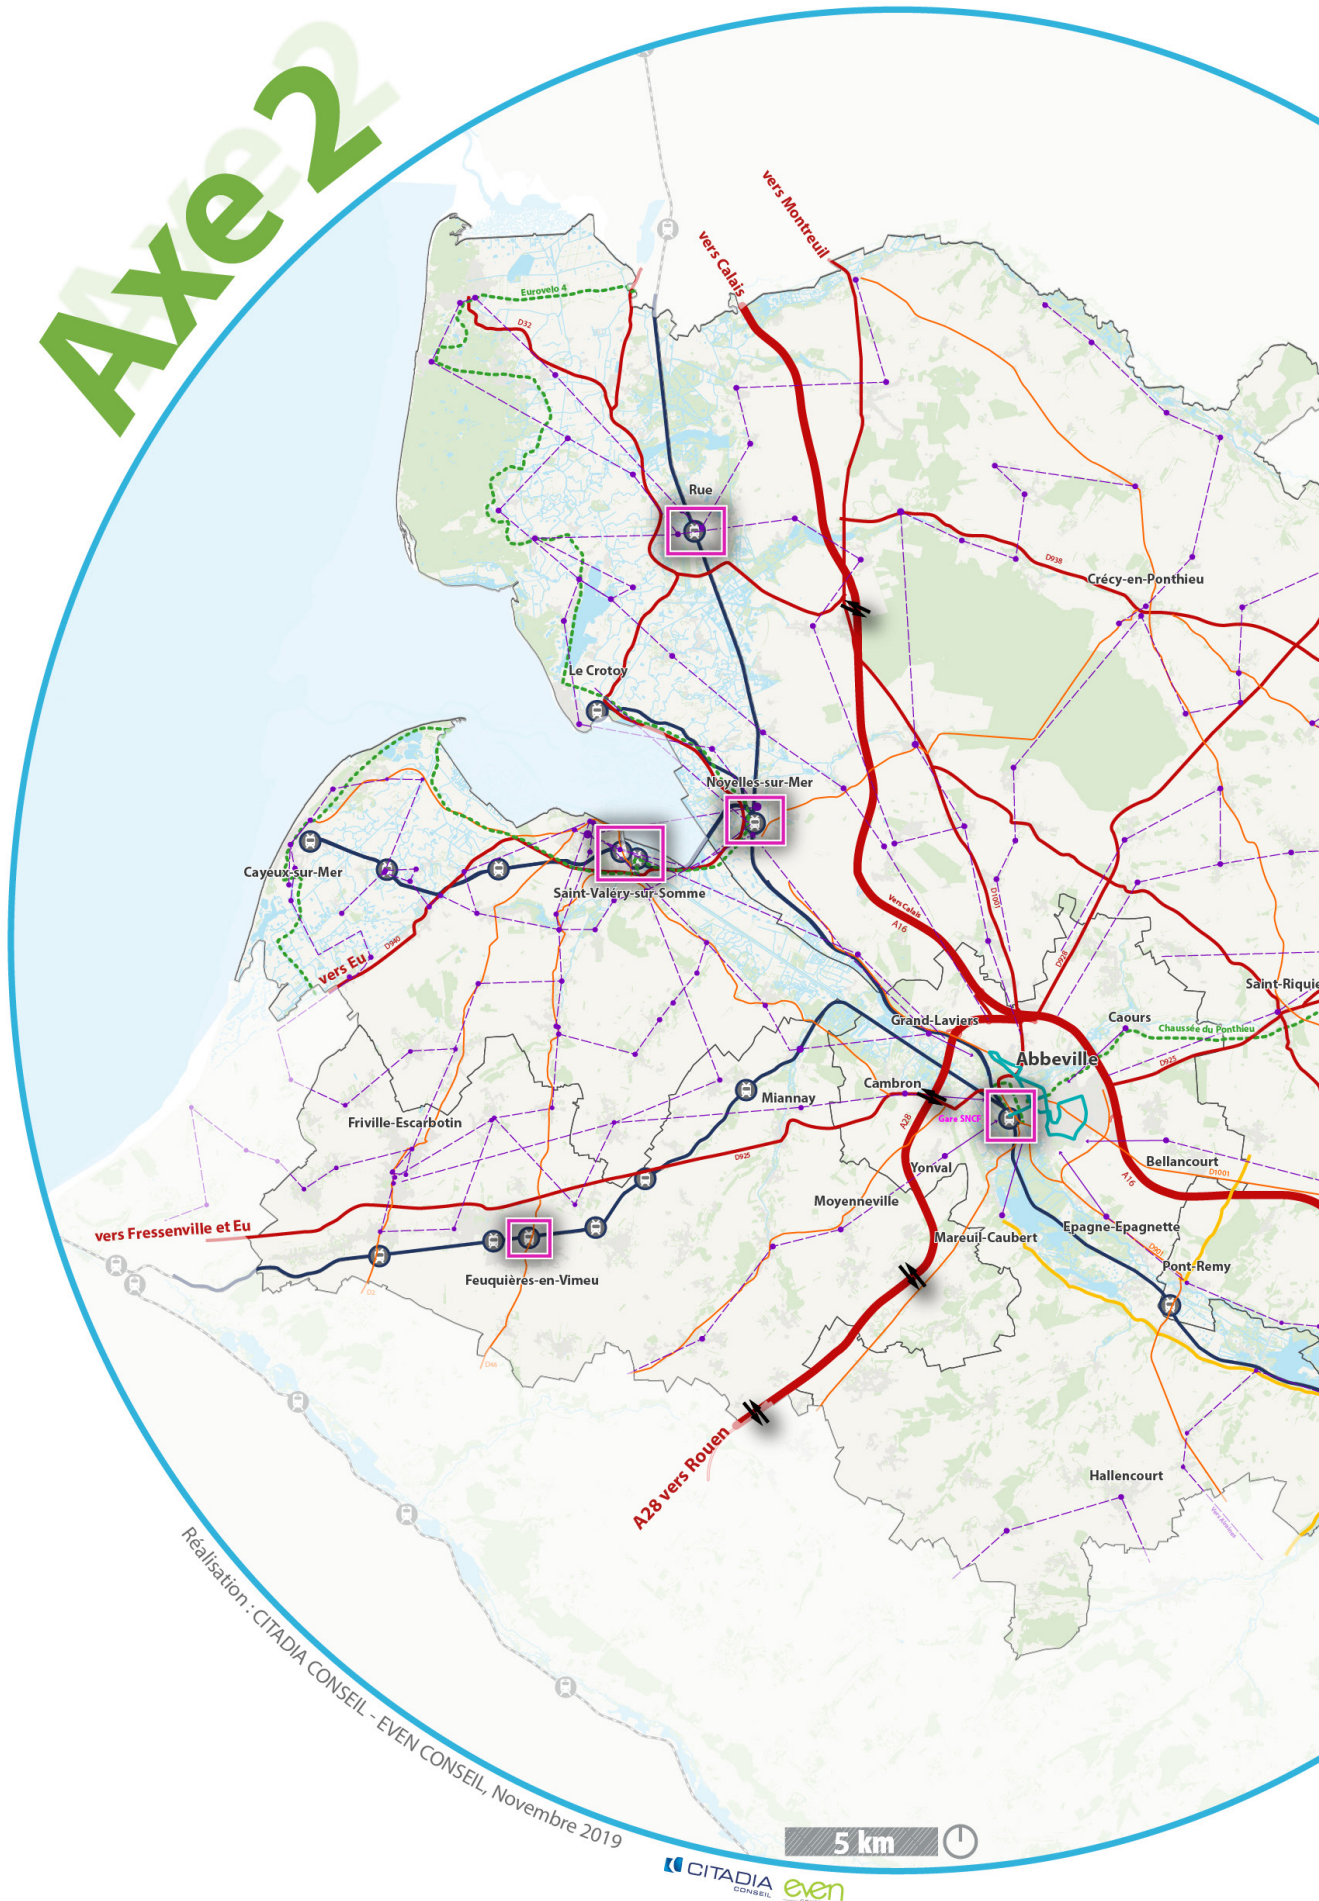 Axe 2
vers Montreuil
vers Calais
Eurovelo 4
D32
Rue
D938
Crécy-en-Ponthieu
Le Crotoy
Noyelles-sur-Mer
Cayeux-sur-Mer
Saint-Valéry-sur-Somme
Vers Calais
A16
D1001
D928
D940
vers Eu
Saint-Riquie
Grand-Laviers
Caours
Chaussée du Ponthieu
Abbeville
D925
Cambron
Miannay
Gare SNCF
A28
Friville-Escarbotin
D925
Yonval
Bellancourt
A16
D1001
Moyenneville
vers Fressenville et Eu
Mareuil-Caubert
Epagne-Epagnette
D901
Pont-Remy
Feuquières-en-Vimeu
D2
D48
A28 vers Rouen
Hallencourt
Réalisation : CITADIA CONSEIL - EVEN CONSEIL, Novembre 2019
5 km
CITADIA
CONSEIL
even